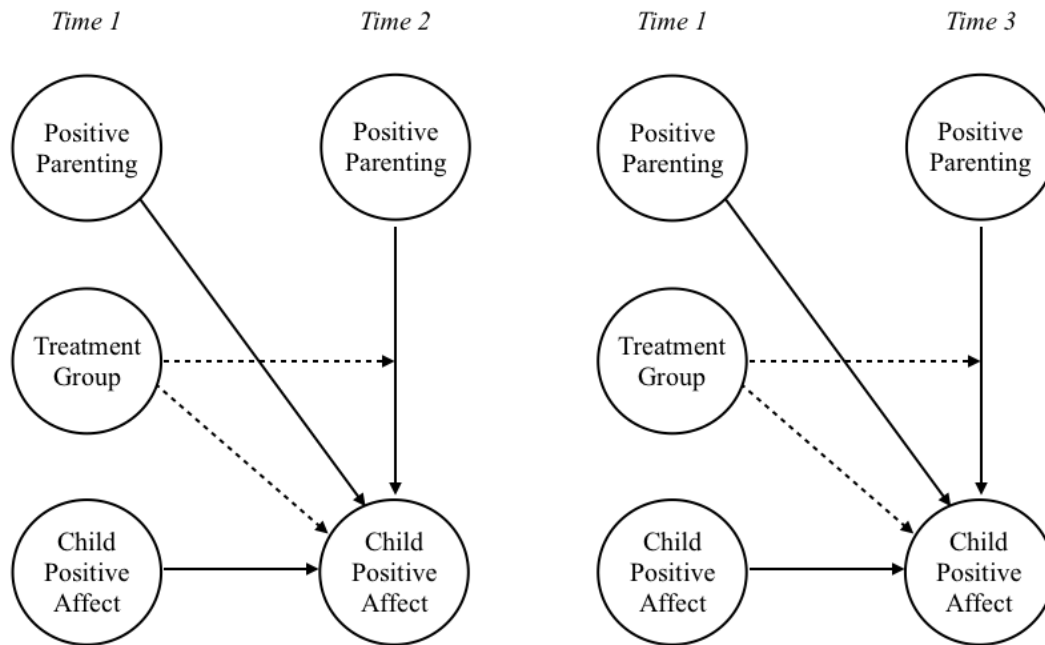 Time 1
Time 2
Positive
Parenting
Positive
Parenting
Treatment
Group
Child
Positive
Affect
Child
Positive
Affect
Time 1
Time 3
Positive
Parenting
Positive
Parenting
Treatment
Group
Child
Positive
Affect
Child
Positive
Affect